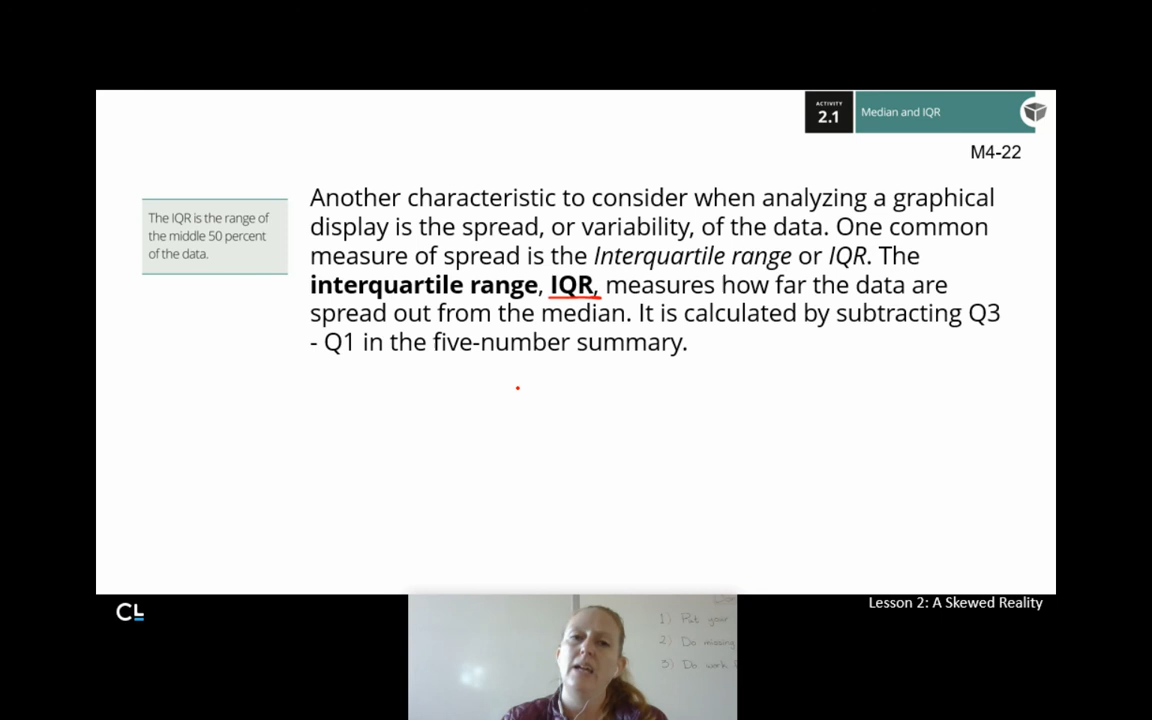 ACTIVITY
2.1
Median and IQR
M4-22
The IQR is the range of
the middle 50 percent
of the data.
Another characteristic to consider when analyzing a graphical
display is the spread, or variability, of the data. One common
measure of spread is the Interquartile range or IQR. The
interquartile range, IQR, measures how far the data are
spread out from the median. It is calculated by subtracting Q3
- Q1 in the five-number summary.
CL
Lesson 2: A Skewed Reality
1) Put your
2) Do missing
3) Do work